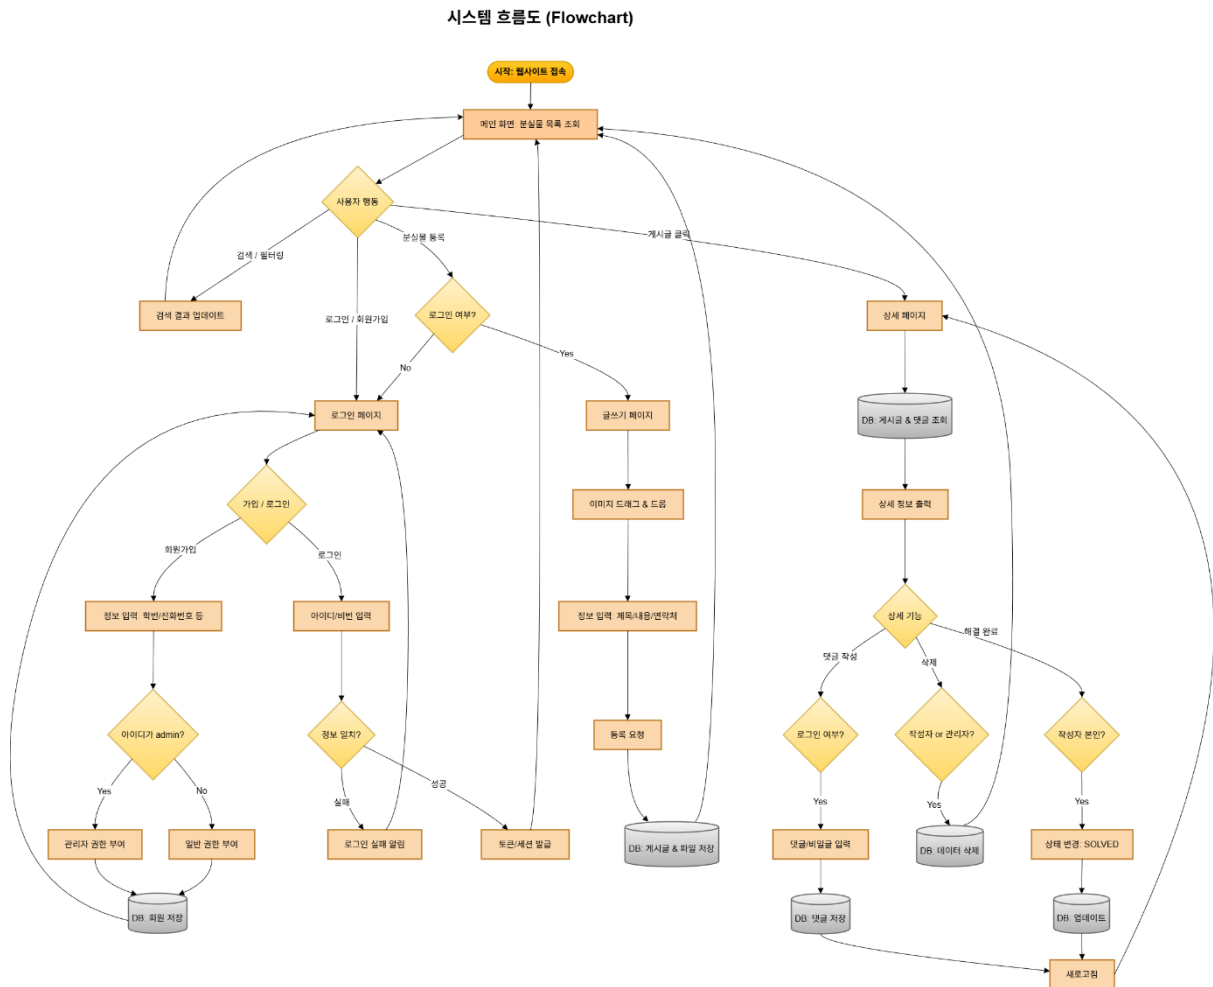 시스템 흐름도 (Flowchart)
시작: 웹사이트 접속
메인 화면 분실물 목록 조회
사용자 행동
분실물 등록
게시글 클릭
검색 / 필터링
검색 결과 업데이트
로그인 / 회원가입
로그인 여부?
상세 페이지
Yes
No
로그인 페이지
글쓰기 페이지
DB: 게시글 & 댓글 조회
가입 / 로그인
이미지 드래그 & 드롭
상세 정보 출력
회원가입
로그인
정보 입력: 학번/전화번호 등
아이디/비번 입력
정보 입력: 제목/내용/연락처
상세 기능
해결 완료
댓글 작성
삭제
아이디가 admin?
정보 일치?
등록 요청
로그인 여부?
작성자 or 관리자?
작성자 본인?
Yes
No
실패
성공
Yes
Yes
Yes
관리자 권한 부여
일반 권한 부여
로그인 실패 알림
토큰/세션 발급
DB: 게시글 & 파일 저장
댓글/비밀글 입력
DB: 데이터 삭제
상태 변경: SOLVED
DB: 회원 저장
DB: 댓글 저장
DB: 업데이트
새로고침